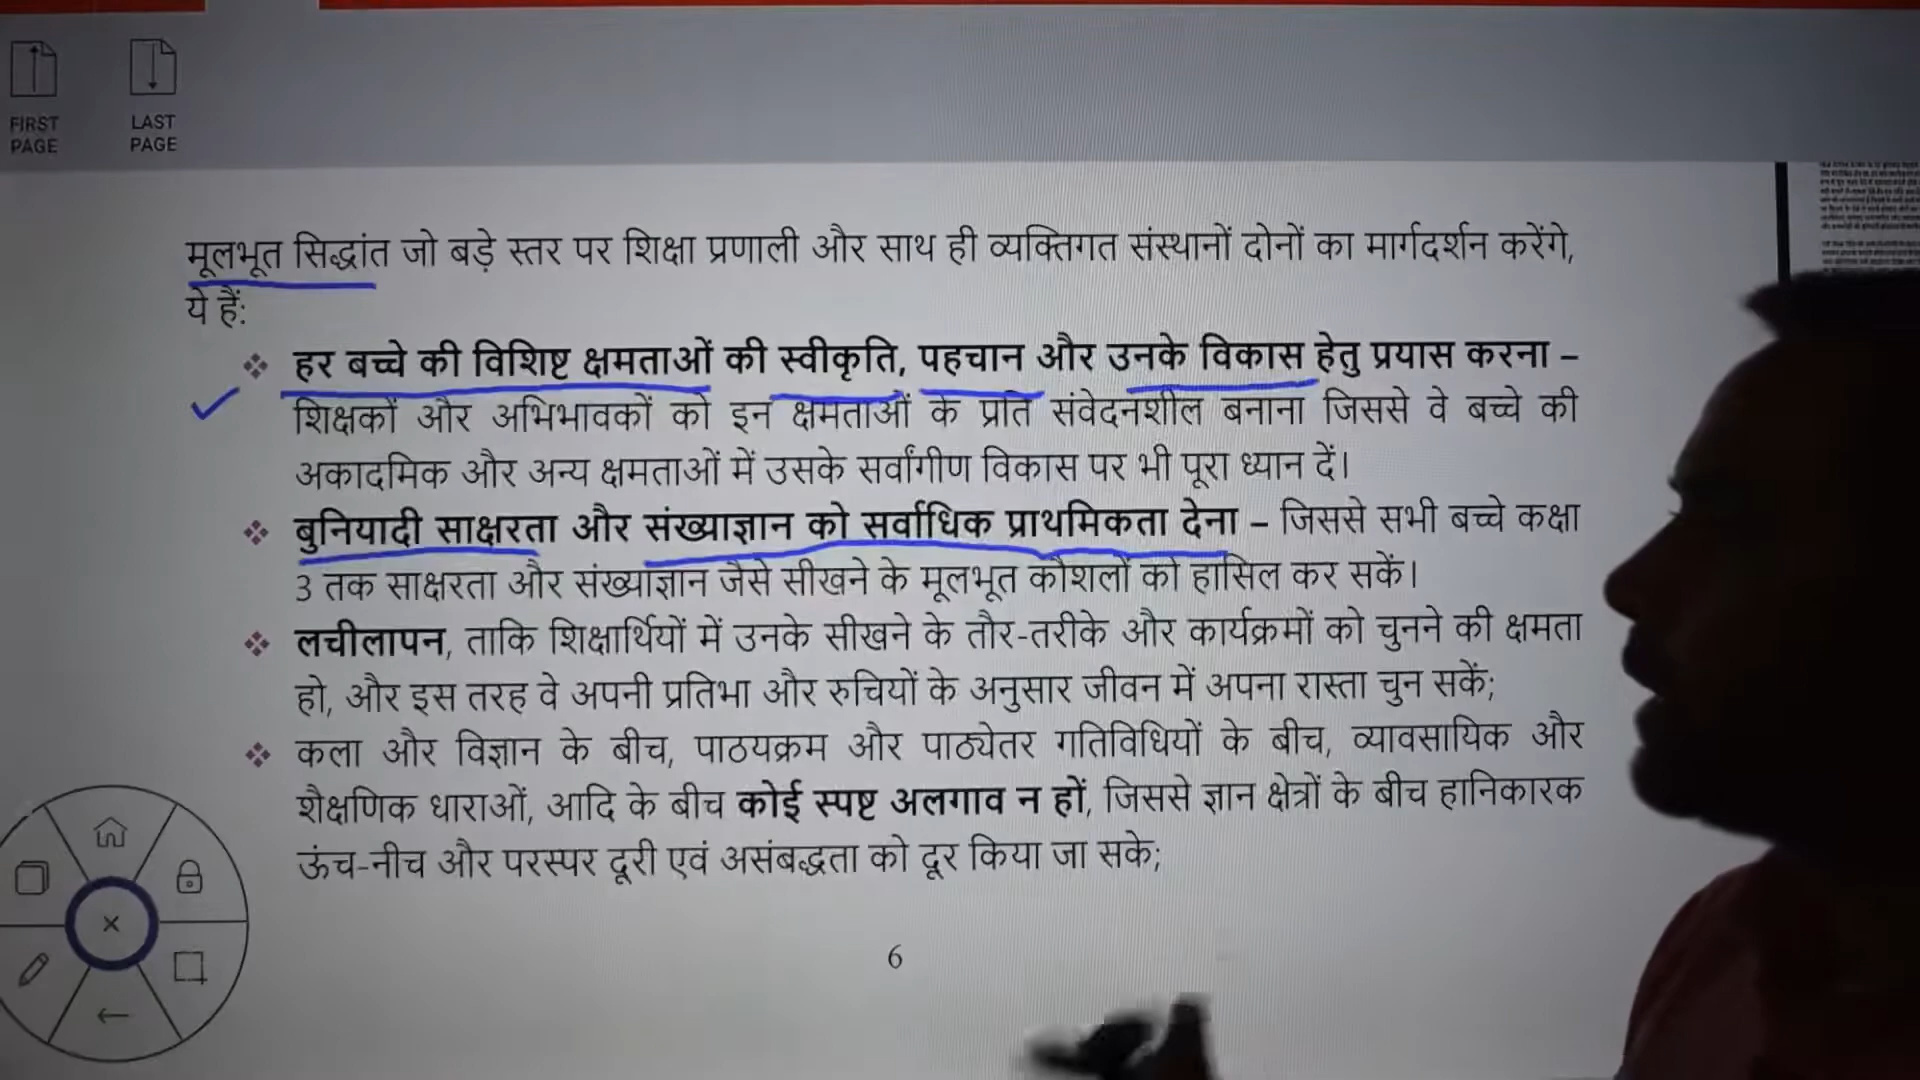 FIRST
PAGE
LAST
PAGE
मूलभूत सिद्धांत जो बड़े स्तर पर शिक्षा प्रणाली और साथ ही व्यक्तिगत संस्थानों दोनों का मार्गदर्शन करेंगे,
ये हैं:
❖ हर बच्चे की विशिष्ट क्षमताओं की स्वीकृति, पहचान और उनके विकास हेतु प्रयास करना –
शिक्षकों और अभिभावकों को इन क्षमताओं के प्रति संवेदनशील बनाना जिससे वे बच्चे की
अकादमिक और अन्य क्षमताओं में उसके सर्वांगीण विकास पर भी पूरा ध्यान दें।
❖ बुनियादी साक्षरता और संख्याज्ञान को सर्वाधिक प्राथमिकता देना – जिससे सभी बच्चे कक्षा
3 तक साक्षरता और संख्याज्ञान जैसे सीखने के मूलभूत कौशलों को हासिल कर सकें।
❖ लचीलापन, ताकि शिक्षार्थियों में उनके सीखने के तौर-तरीके और कार्यक्रमों को चुनने की क्षमता
हो, और इस तरह वे अपनी प्रतिभा और रुचियों के अनुसार जीवन में अपना रास्ता चुन सकें;
❖ कला और विज्ञान के बीच, पाठयक्रम और पाठ्येतर गतिविधियों के बीच, व्यावसायिक और
शैक्षणिक धाराओं, आदि के बीच कोई स्पष्ट अलगाव न हों, जिससे ज्ञान क्षेत्रों के बीच हानिकारक
ऊंच-नीच और परस्पर दूरी एवं असंबद्धता को दूर किया जा सके;
6